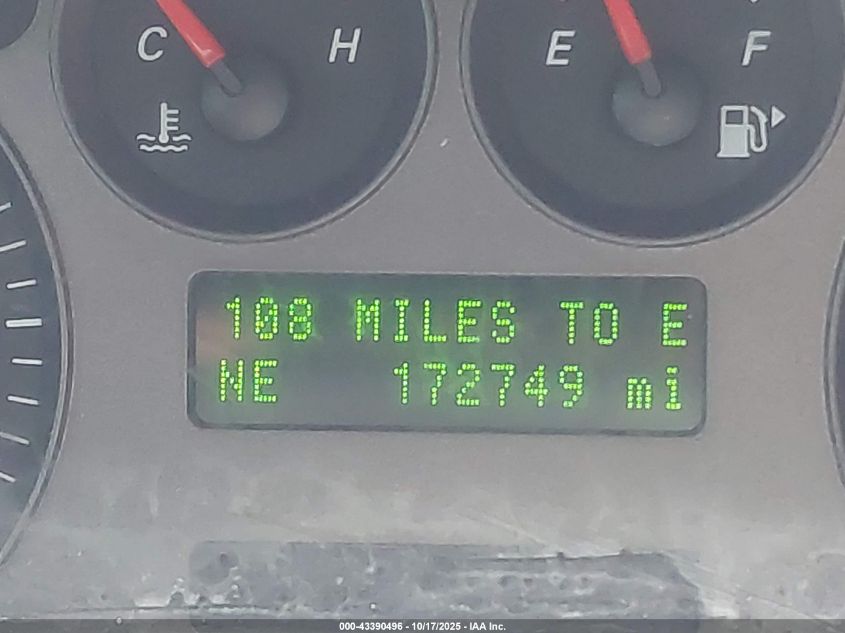 C H E F
108 MILES TO E
NE 172749 mi
000-43390496 - 10/17/2025 - IAA Inc.